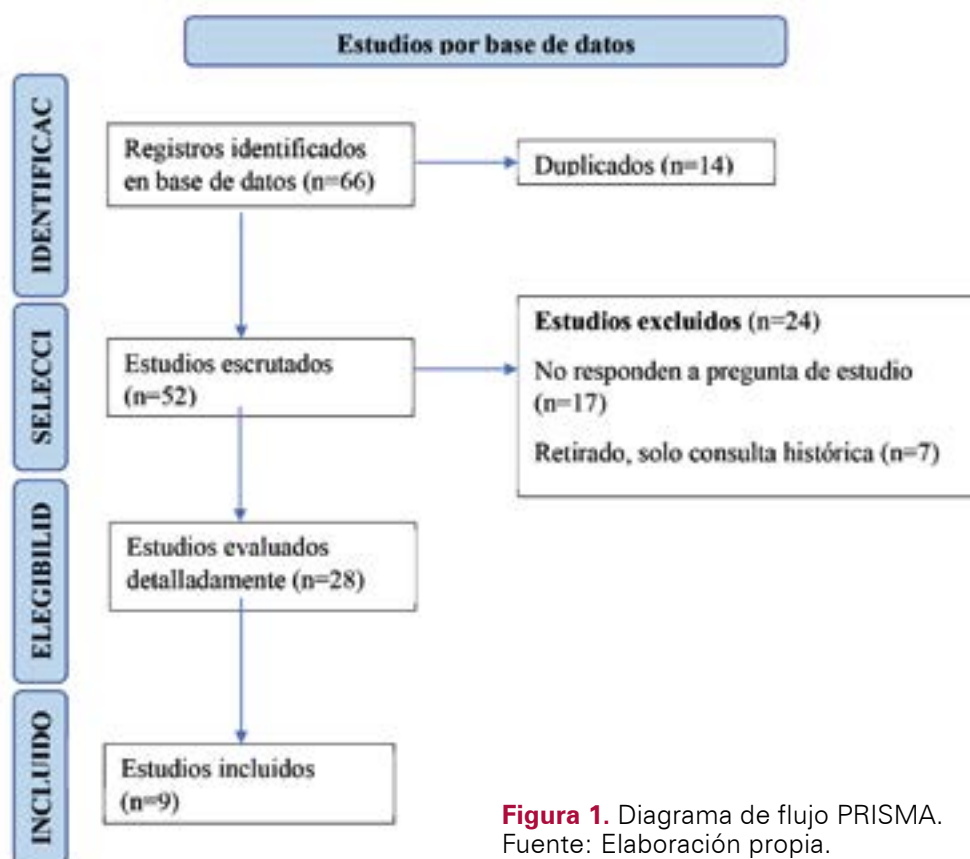 Estudios por base de datos
IDENTIFICAC
Registros identificados
en base de datos (n=66)
Duplicados (n=14)
SELECCI
Estudios escrutados
(n=52)
Estudios excluidos (n=24)
No responden a pregunta de estudio
(n=17)
Retirado, solo consulta histórica (n=7)
ELEGIBILID
Estudios evaluados
detalladamente (n=28)
INCLUIDO
Estudios incluidos
(n=9)
Figura 1. Diagrama de flujo PRISMA.
Fuente: Elaboración propia.